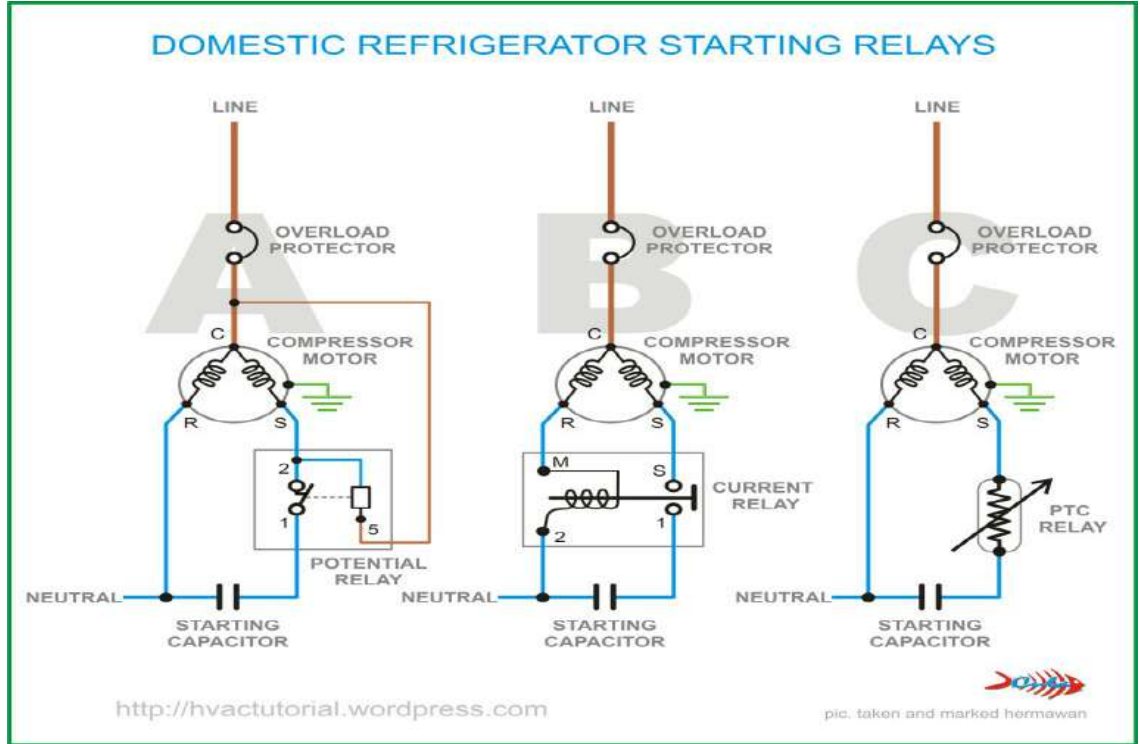 DOMESTIC REFRIGERATOR STARTING RELAYS
A
LINE
OVERLOAD
PROTECTOR
C
COMPRESSOR
MOTOR
R
S
2
1
5
POTENTIAL
RELAY
NEUTRAL
STARTING
CAPACITOR
B
LINE
OVERLOAD
PROTECTOR
C
COMPRESSOR
MOTOR
R
S
M
S
CURRENT
RELAY
2
1
NEUTRAL
STARTING
CAPACITOR
C
LINE
OVERLOAD
PROTECTOR
C
COMPRESSOR
MOTOR
R
S
PTC
RELAY
NEUTRAL
STARTING
CAPACITOR
http://hvactutorial.wordpress.com
pic. taken and marked hermawan